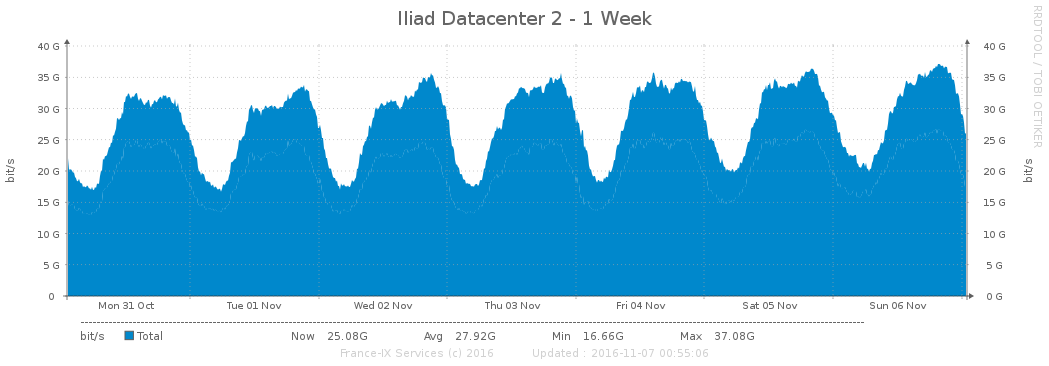 Iliad Datacenter 2 - 1 Week
RRDTOOL / TOBI OETIKER
40 G 40 G
35 G 35 G
30 G 30 G
25 G 25 G
20 G 20 G
15 G 15 G
10 G 10 G
5 G 5 G
0 0 G
bit/s bit/s
Mon 31 Oct Tue 01 Nov Wed 02 Nov Thu 03 Nov Fri 04 Nov Sat 05 Nov Sun 06 Nov
bit/s Total Now 25.08G Avg 27.92G Min 16.66G Max 37.08G
France-IX Services (c) 2016 Updated : 2016-11-07 00:55:06